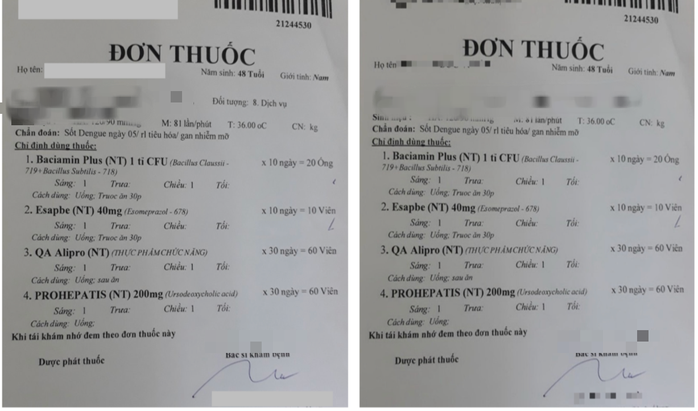 21244530
ĐƠN THUỐC
Họ tên:
Năm sinh: 48 Tuổi Giới tính: Nam
Đối tượng: 8. Dịch vụ
M: 81 lần/phút T: 36.00 oC CN: kg
Chẩn đoán: Sốt Dengue ngày 05/ rl tiêu hóa/ gan nhiễm mỡ
Chỉ định dùng thuốc:
1. Baciamin Plus (NT) 1 tỉ CFU (Bacillus Clausii - x 10 ngày = 20 Ống
719+Bacillus Subtilis - 718)
Sáng: 1 Trưa: Chiều: 1 Tối:
Cách dùng: Uống; Truoc ăn 30p
2. Esapbe (NT) 40mg (Esomeprazol - 678) x 10 ngày = 10 Viên
Sáng: 1 Trưa: Chiều: Tối:
Cách dùng: Uống; Truoc ăn 30p
3. QA Alipro (NT) (THỰC PHẨM CHỨC NĂNG) x 30 ngày = 60 Viên
Sáng: 1 Trưa: Chiều: 1 Tối:
Cách dùng: Uống; sau ăn
4. PROHEPATIS (NT) 200mg (Ursodeoxycholic acid) x 30 ngày = 60 Viên
Sáng: 1 Trưa: Chiều: 1 Tối:
Cách dùng: Uống;
Khi tái khám nhớ đem theo đơn thuốc này
Dược phát thuốc Bác sĩ khám bệnh
21244530
ĐƠN THUỐC
Họ tên:
Năm sinh: 48 Tuổi Giới tính: Nam
M: 81 lần/phút T: 36.00 oC CN: kg
Chẩn đoán: Sốt Dengue ngày 05/ rl tiêu hóa/ gan nhiễm mỡ
Chỉ định dùng thuốc:
1. Baciamin Plus (NT) 1 tỉ CFU (Bacillus Clausii - x 10 ngày = 20 Ống
719+Bacillus Subtilis - 718)
Sáng: 1 Trưa: Chiều: 1 Tối:
Cách dùng: Uống; Truoc ăn 30p
2. Esapbe (NT) 40mg (Esomeprazol - 678) x 10 ngày = 10 Viên
Sáng: 1 Trưa: Chiều: Tối:
Cách dùng: Uống; Truoc ăn 30p
3. QA Alipro (NT) (THỰC PHẨM CHỨC NĂNG) x 30 ngày = 60 Viên
Sáng: 1 Trưa: Chiều: 1 Tối:
Cách dùng: Uống; sau ăn
4. PROHEPATIS (NT) 200mg (Ursodeoxycholic acid) x 30 ngày = 60 Viên
Sáng: 1 Trưa: Chiều: 1 Tối:
Cách dùng: Uống;
Khi tái khám nhớ đem theo đơn thuốc này
Dược phát thuốc Bác sĩ khám bệnh